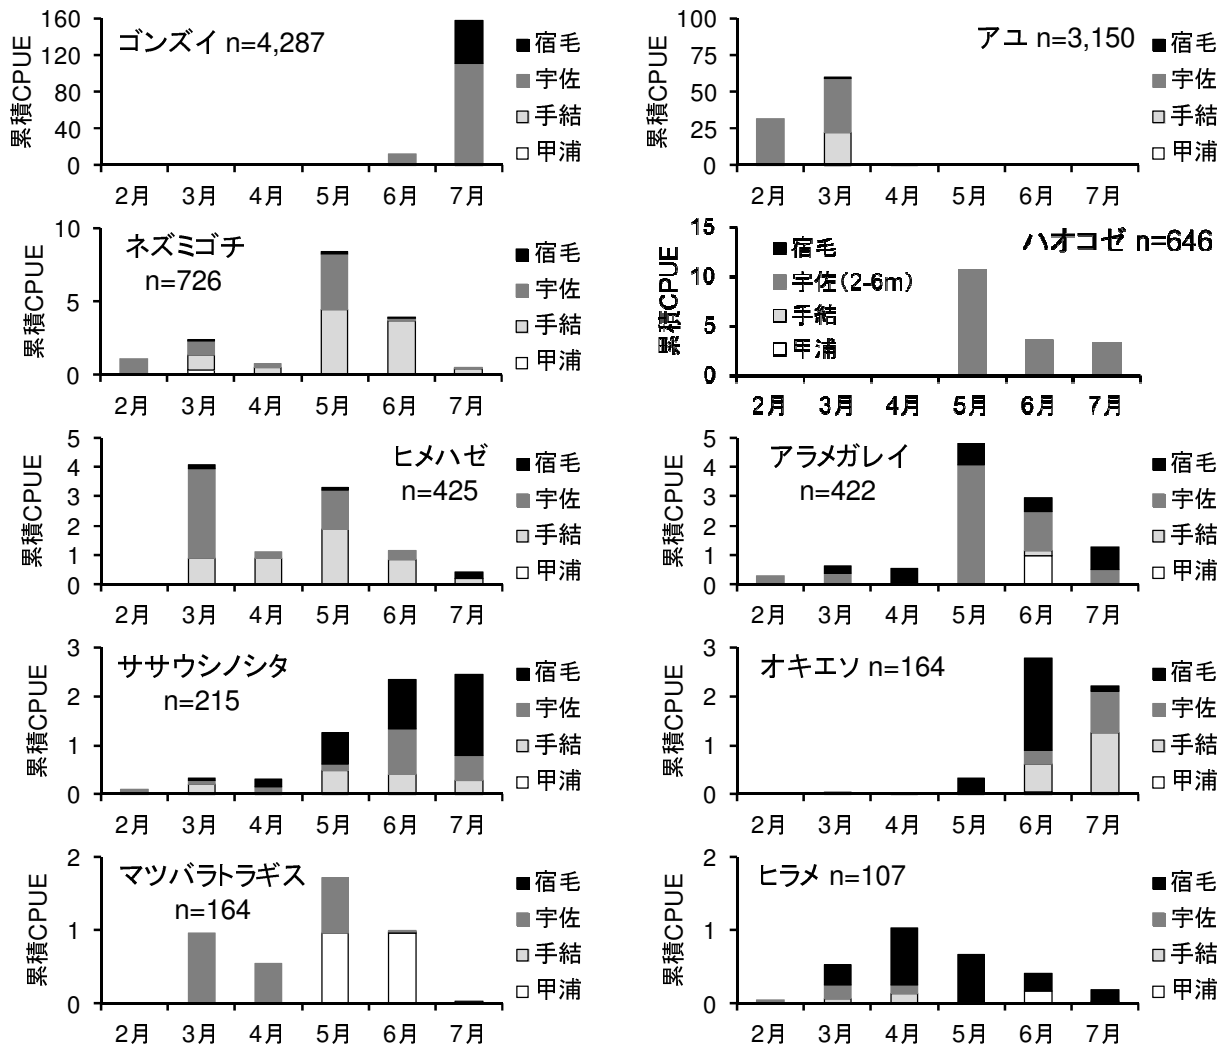 ゴンズイ n=4,287
累積CPUE
160
120
80
40
0
2月 3月 4月 5月 6月 7月
宿毛
宇佐
手結
甲浦
アユ n=3,150
累積CPUE
100
75
50
25
0
2月 3月 4月 5月 6月 7月
宿毛
宇佐
手結
甲浦
ネズミゴチ
n=726
累積CPUE
10
5
0
2月 3月 4月 5月 6月 7月
宿毛
宇佐
手結
甲浦
ハオコゼ n=646
累積CPUE
15
10
5
0
2月 3月 4月 5月 6月 7月
宿毛
宇佐(2-6m)
手結
甲浦
ヒメハゼ
n=425
累積CPUE
5
4
3
2
1
0
2月 3月 4月 5月 6月 7月
宿毛
宇佐
手結
甲浦
アラメガレイ
n=422
累積CPUE
5
4
3
2
1
0
2月 3月 4月 5月 6月 7月
宿毛
宇佐
手結
甲浦
ササウシノシタ
n=215
累積CPUE
3
2
1
0
2月 3月 4月 5月 6月 7月
宿毛
宇佐
手結
甲浦
オキエソ n=164
累積CPUE
3
2
1
0
2月 3月 4月 5月 6月 7月
宿毛
宇佐
手結
甲浦
マツバラトラギス
n=164
累積CPUE
2
1
0
2月 3月 4月 5月 6月 7月
宿毛
宇佐
手結
甲浦
ヒラメ n=107
累積CPUE
2
1
0
2月 3月 4月 5月 6月 7月
宿毛
宇佐
手結
甲浦